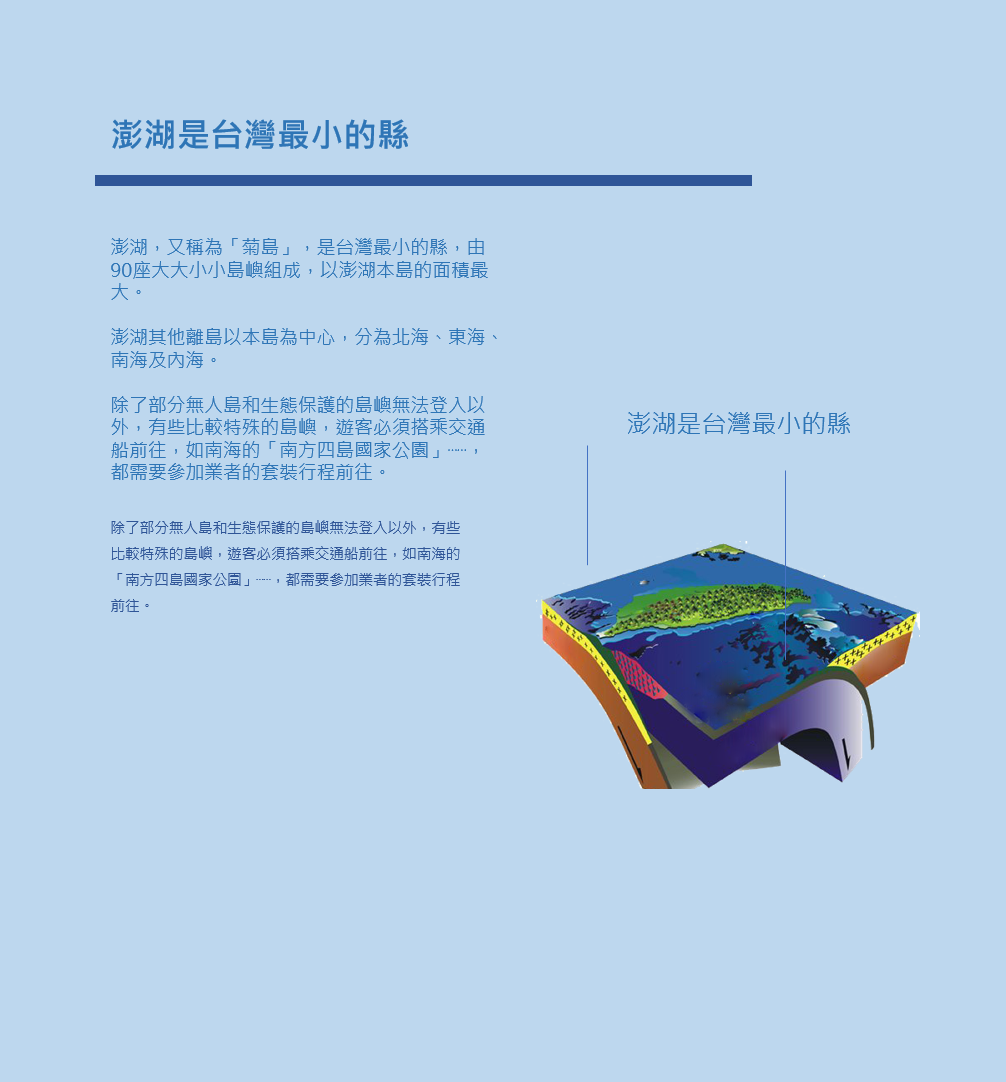 澎湖是台灣最小的縣
澎湖，又稱為「菊島」，是台灣最小的縣，由
90座大大小小島嶼組成，以澎湖本島的面積最
大。
澎湖其他離島以本島為中心，分為北海、東海、
南海及內海。
除了部分無人島和生態保護的島嶼無法登入以
外，有些比較特殊的島嶼，遊客必須搭乘交通
船前往，如南海的「南方四島國家公園」……，
都需要參加業者的套裝行程前往。
澎湖是台灣最小的縣
除了部分無人島和生態保護的島嶼無法登入以外，有些
比較特殊的島嶼，遊客必須搭乘交通船前往，如南海的
「南方四島國家公園」……，都需要參加業者的套裝行程
前往。